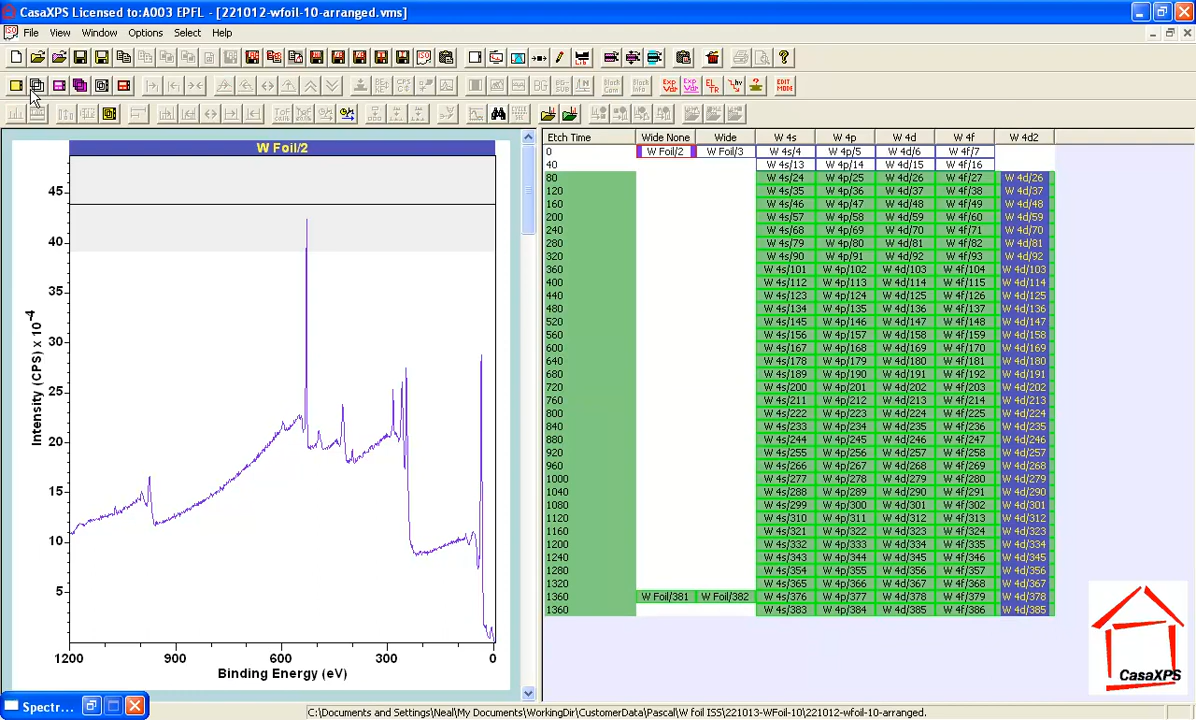 CasaXPS Licensed to:A003 EPFL - [221012-wfoil-10-arranged.vms]
File View Window Options Select Help
W Foil/2
Intensity (CPS) x 10⁻⁴
45
40
35
30
25
20
15
10
5
1200 900 600 300 0
Binding Energy (eV)
Etch Time Wide None Wide W 4s W 4p W 4d W 4f W 4d2
0 W Foil/2 W Foil/3 W 4s/4 W 4p/5 W 4d/6 W 4f/7
40 W 4s/13 W 4p/14 W 4d/15 W 4f/16
80 W 4s/24 W 4p/25 W 4d/26 W 4f/27 W 4d/26
120 W 4s/35 W 4p/36 W 4d/37 W 4f/38 W 4d/37
160 W 4s/46 W 4p/47 W 4d/48 W 4f/49 W 4d/48
200 W 4s/57 W 4p/58 W 4d/59 W 4f/60 W 4d/59
240 W 4s/68 W 4p/69 W 4d/70 W 4f/71 W 4d/70
280 W 4s/79 W 4p/80 W 4d/81 W 4f/82 W 4d/81
320 W 4s/90 W 4p/91 W 4d/92 W 4f/93 W 4d/92
360 W 4s/101 W 4p/102 W 4d/103 W 4f/104 W 4d/103
400 W 4s/112 W 4p/113 W 4d/114 W 4f/115 W 4d/114
440 W 4s/123 W 4p/124 W 4d/125 W 4f/126 W 4d/125
480 W 4s/134 W 4p/135 W 4d/136 W 4f/137 W 4d/136
520 W 4s/145 W 4p/146 W 4d/147 W 4f/148 W 4d/147
560 W 4s/156 W 4p/157 W 4d/158 W 4f/159 W 4d/158
600 W 4s/167 W 4p/168 W 4d/169 W 4f/170 W 4d/169
640 W 4s/178 W 4p/179 W 4d/180 W 4f/181 W 4d/180
680 W 4s/189 W 4p/190 W 4d/191 W 4f/192 W 4d/191
720 W 4s/200 W 4p/201 W 4d/202 W 4f/203 W 4d/202
760 W 4s/211 W 4p/212 W 4d/213 W 4f/214 W 4d/213
800 W 4s/222 W 4p/223 W 4d/224 W 4f/225 W 4d/224
840 W 4s/233 W 4p/234 W 4d/235 W 4f/236 W 4d/235
880 W 4s/244 W 4p/245 W 4d/246 W 4f/247 W 4d/246
920 W 4s/255 W 4p/256 W 4d/257 W 4f/258 W 4d/257
960 W 4s/266 W 4p/267 W 4d/268 W 4f/269 W 4d/268
1000 W 4s/277 W 4p/278 W 4d/279 W 4f/280 W 4d/279
1040 W 4s/288 W 4p/289 W 4d/290 W 4f/291 W 4d/290
1080 W 4s/299 W 4p/300 W 4d/301 W 4f/302 W 4d/301
1120 W 4s/310 W 4p/311 W 4d/312 W 4f/313 W 4d/312
1160 W 4s/321 W 4p/322 W 4d/323 W 4f/324 W 4d/323
1200 W 4s/332 W 4p/333 W 4d/334 W 4f/335 W 4d/334
1240 W 4s/343 W 4p/344 W 4d/345 W 4f/346 W 4d/345
1280 W 4s/354 W 4p/355 W 4d/356 W 4f/357 W 4d/356
1320 W 4s/365 W 4p/366 W 4d/367 W 4f/368 W 4d/367
1360 W Foil/381 W Foil/382 W 4s/376 W 4p/377 W 4d/378 W 4f/379 W 4d/378
1360 W 4s/383 W 4p/384 W 4d/385 W 4f/386 W 4d/385
CasaXPS
Spectr...
C:\Documents and Settings\Neal\My Documents\WorkingDir\CustomerData\Pascal\W foil ISS\221013-WFoil-10\221012-wfoil-10-arranged.